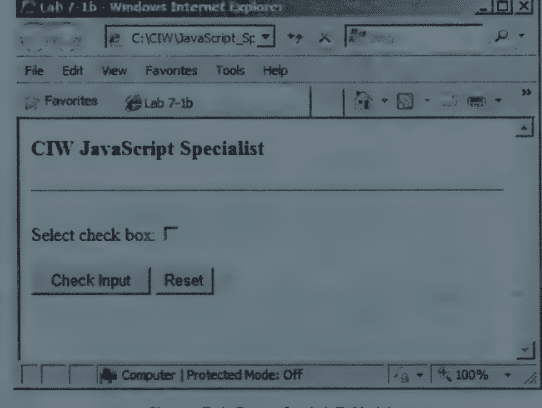 Lab 7-1b - Windows Internet Explorer
C:\CIW\JavaScript_Sp
File Edit View Favorites Tools Help
Favorites Lab 7-1b
CIW JavaScript Specialist
Select check box:
Check Input Reset
Computer | Protected Mode: Off 100%